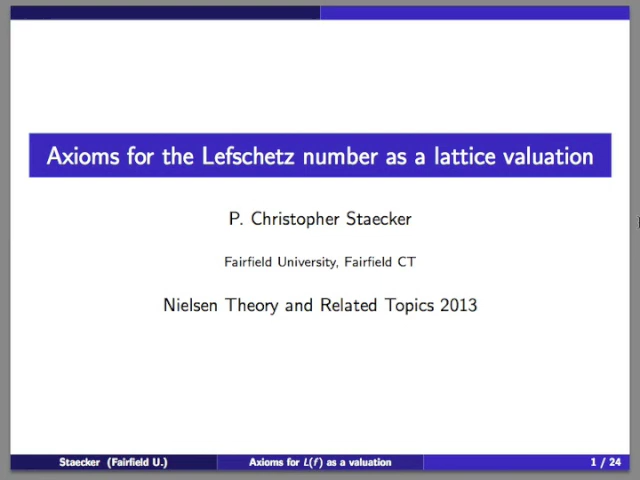 Axioms for the Lefschetz number as a lattice valuation
P. Christopher Staecker
Fairfield University, Fairfield CT
Nielsen Theory and Related Topics 2013
Staecker (Fairfield U.) Axioms for L(f) as a valuation 1 / 24